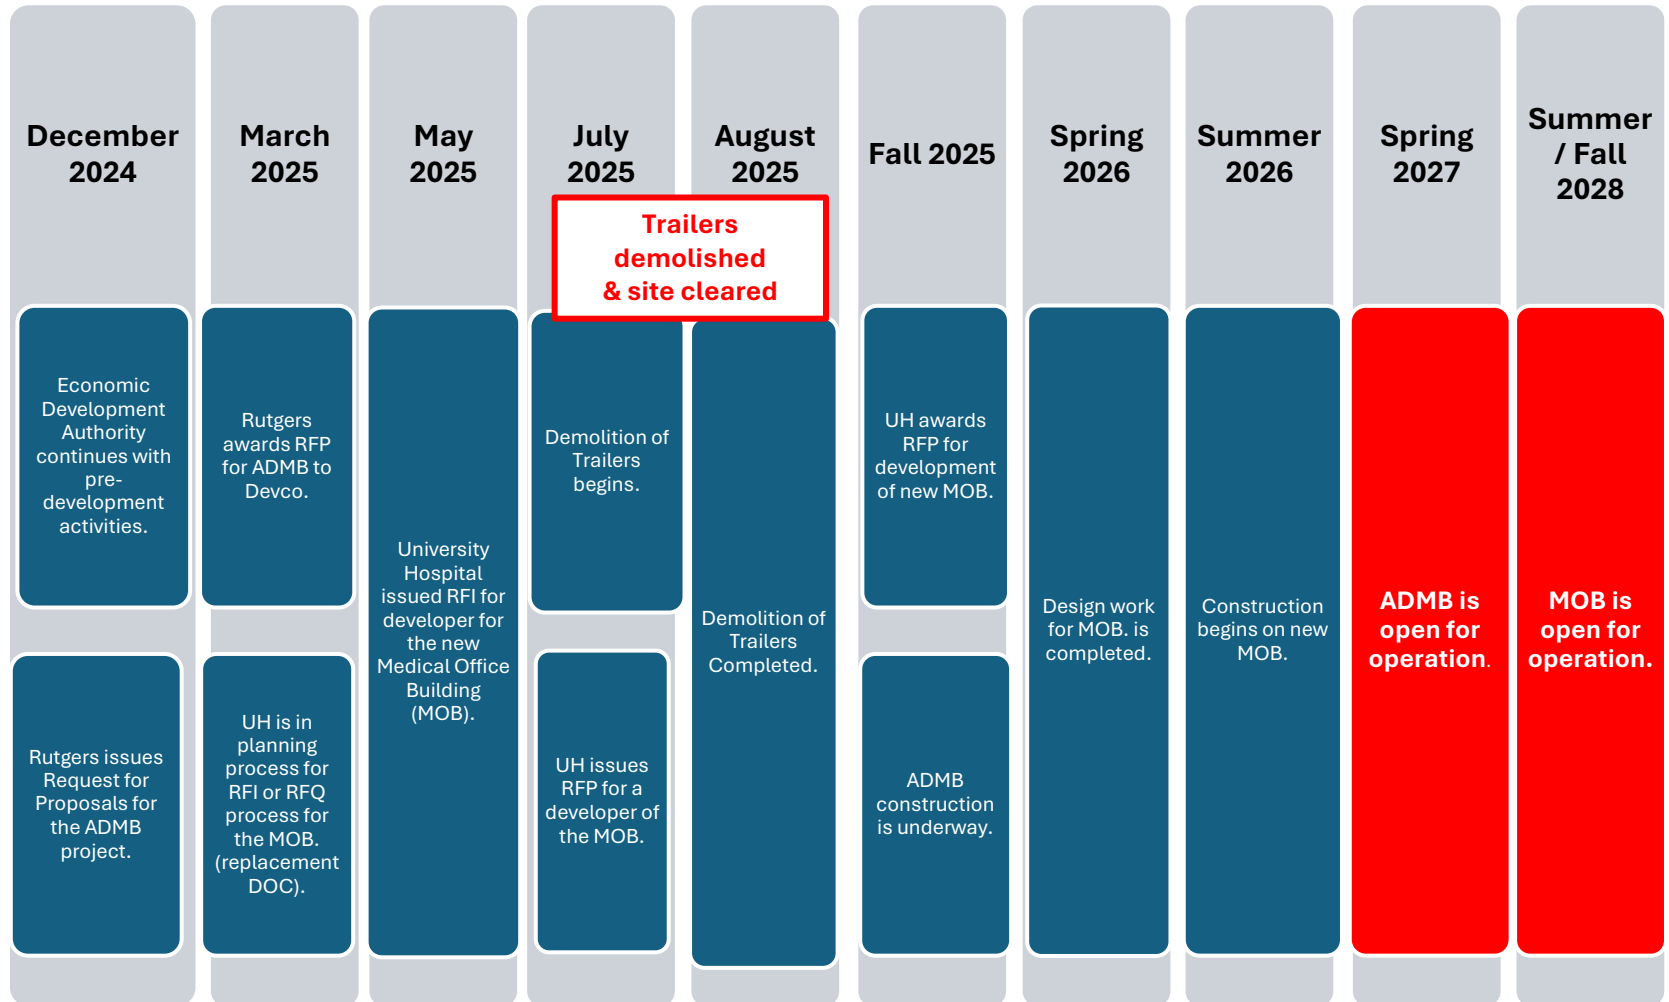 December
2024
March
2025
May
2025
July
2025
August
2025
Fall 2025
Spring
2026
Summer
2026
Spring
2027
Summer
/ Fall
2028
Trailers
demolished
& site cleared
Economic
Development
Authority
continues with
pre-
development
activities.
Rutgers issues
Request for
Proposals for
the ADMB
project.
Rutgers
awards RFP
for ADMB to
Devco.
UH is in
planning
process for
RFI or RFQ
process for
the MOB.
(replacement
DOC).
University
Hospital
issued RFI for
developer for
the new
Medical Office
Building
(MOB).
Demolition of
Trailers
begins.
UH issues
RFP for a
developer of
the MOB.
Demolition of
Trailers
Completed.
UH awards
RFP for
development
of new MOB.
ADMB
construction
is underway.
Design work
for MOB. is
completed.
Construction
begins on new
MOB.
ADMB is
open for
operation.
MOB is
open for
operation.